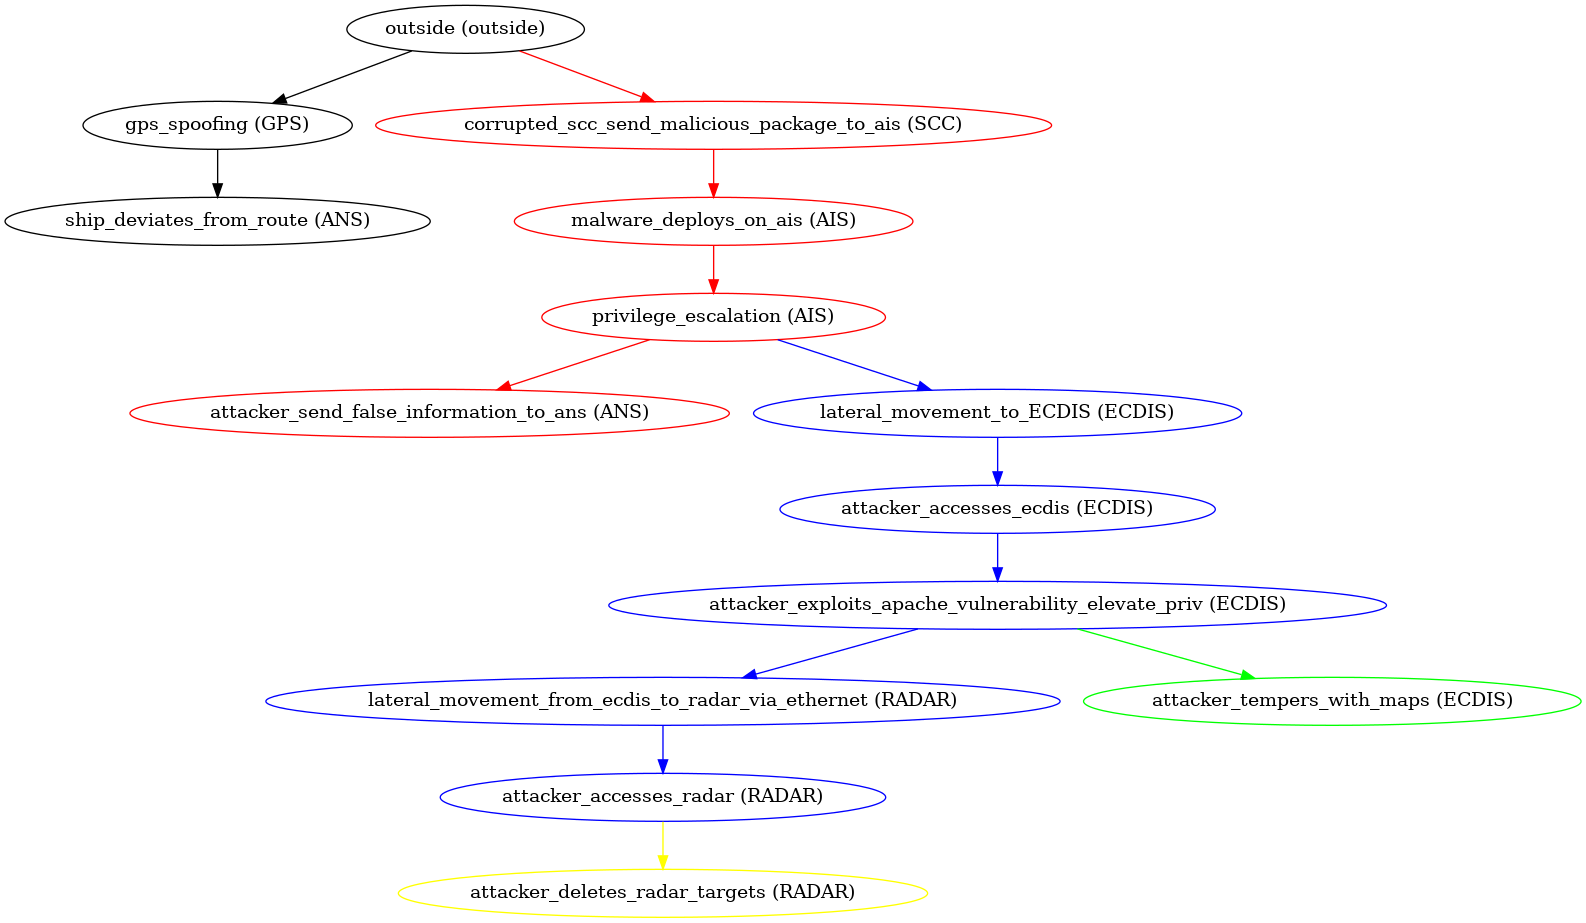 outside (outside)
gps_spoofing (GPS)
corrupted_scc_send_malicious_package_to_ais (SCC)
ship_deviates_from_route (ANS)
malware_deploys_on_ais (AIS)
privilege_escalation (AIS)
attacker_send_false_information_to_ans (ANS)
lateral_movement_to_ECDIS (ECDIS)
attacker_accesses_ecdis (ECDIS)
attacker_exploits_apache_vulnerability_elevate_priv (ECDIS)
lateral_movement_from_ecdis_to_radar_via_ethernet (RADAR)
attacker_tempers_with_maps (ECDIS)
attacker_accesses_radar (RADAR)
attacker_deletes_radar_targets (RADAR)